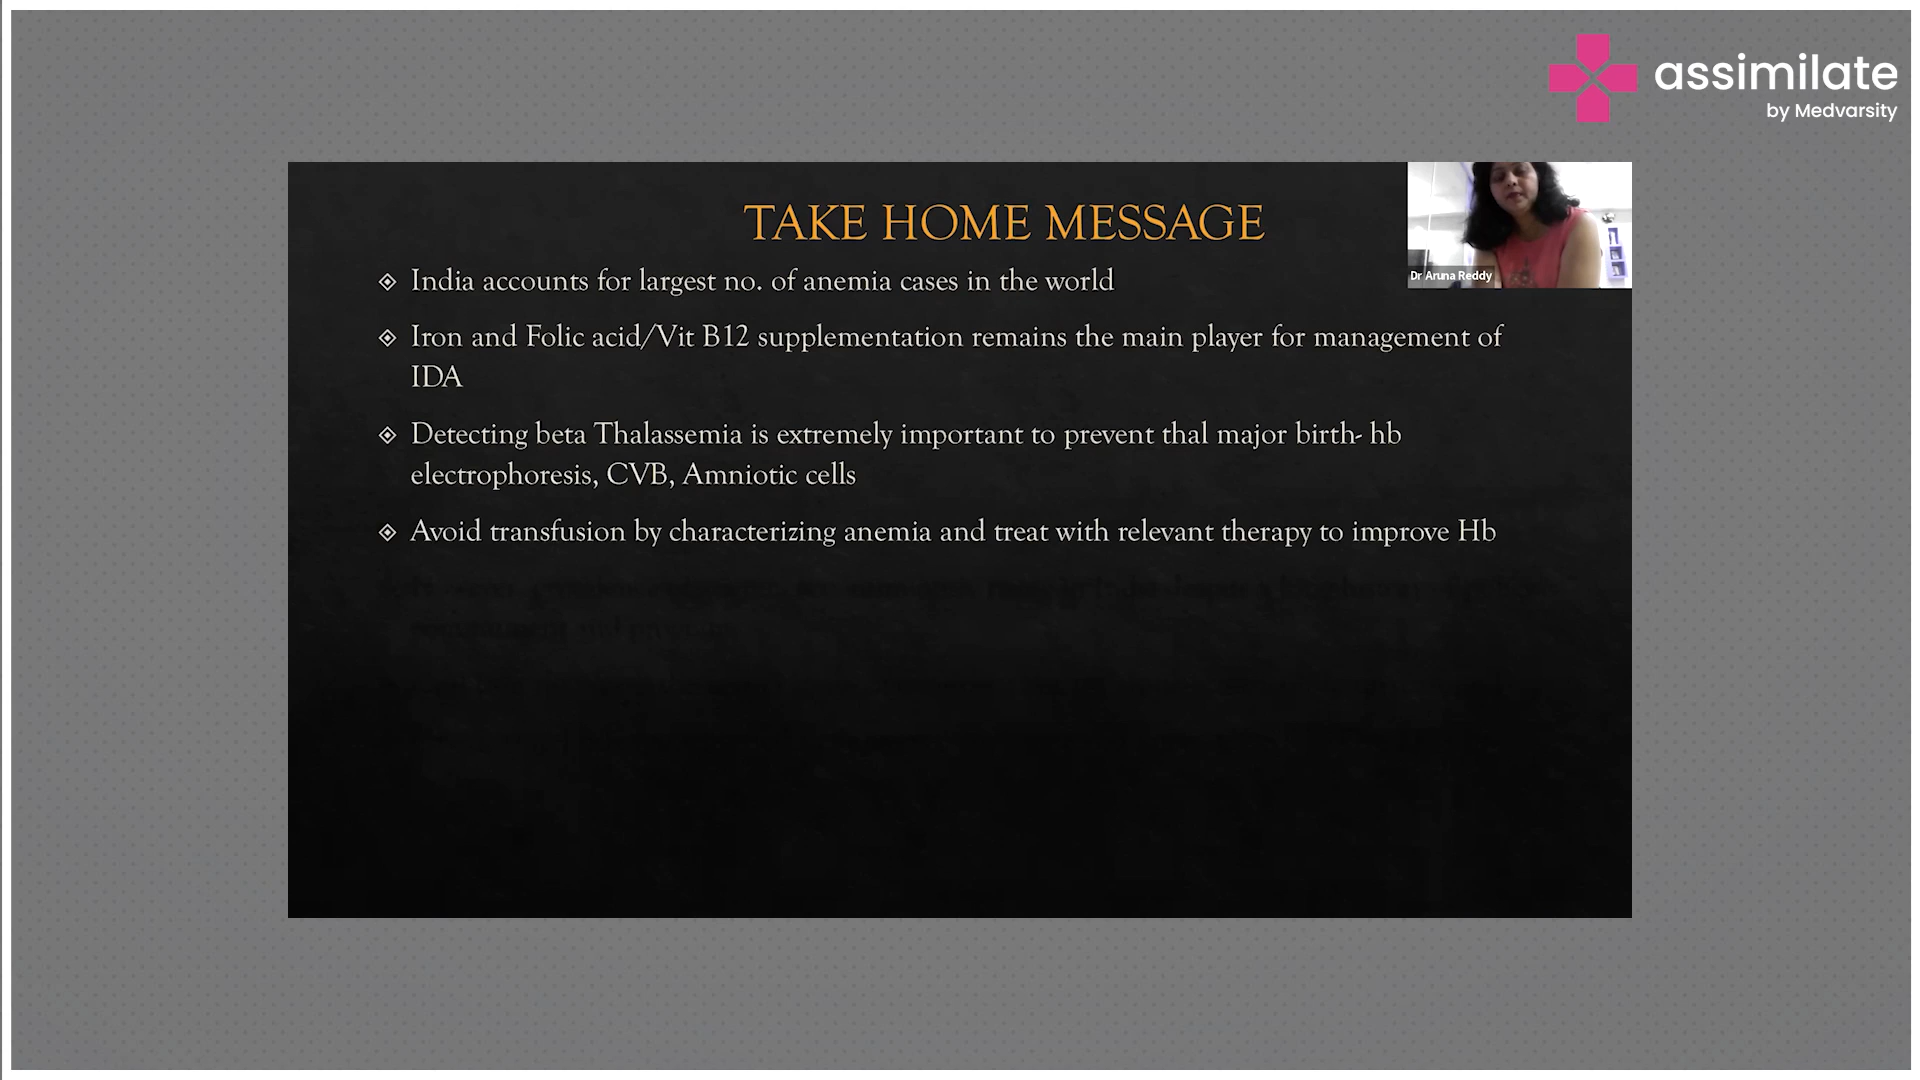 assimilate
by Medvarsity
TAKE HOME MESSAGE
Dr Aruna Reddy
India accounts for largest no. of anemia cases in the world
Iron and Folic acid/Vit B12 supplementation remains the main player for management of
IDA
Detecting beta Thalassemia is extremely important to prevent thal major birth- hb
electrophoresis, CVB, Amniotic cells
Avoid transfusion by characterizing anemia and treat with relevant therapy to improve Hb